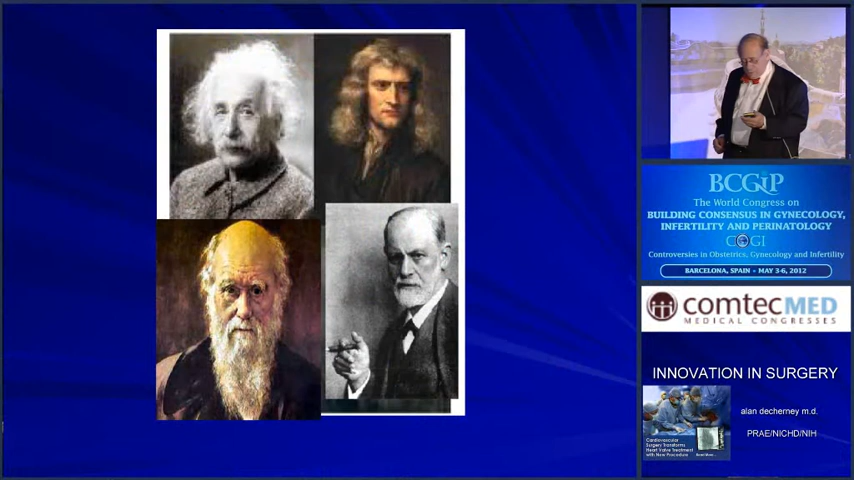 BCGiP
The World Congress on
BUILDING CONSENSUS IN GYNECOLOGY,
INFERTILITY AND PERINATOLOGY
COGI
Controversies in Obstetrics, Gynecology and Infertility
BARCELONA, SPAIN • MAY 3-6, 2012
comtecMED
MEDICAL CONGRESSES
INNOVATION IN SURGERY
alan decherney m.d.
PRAE/NICHD/NIH
Cardiovascular
Surgery Transforms
Heart Valve Treatment
with New Procedure